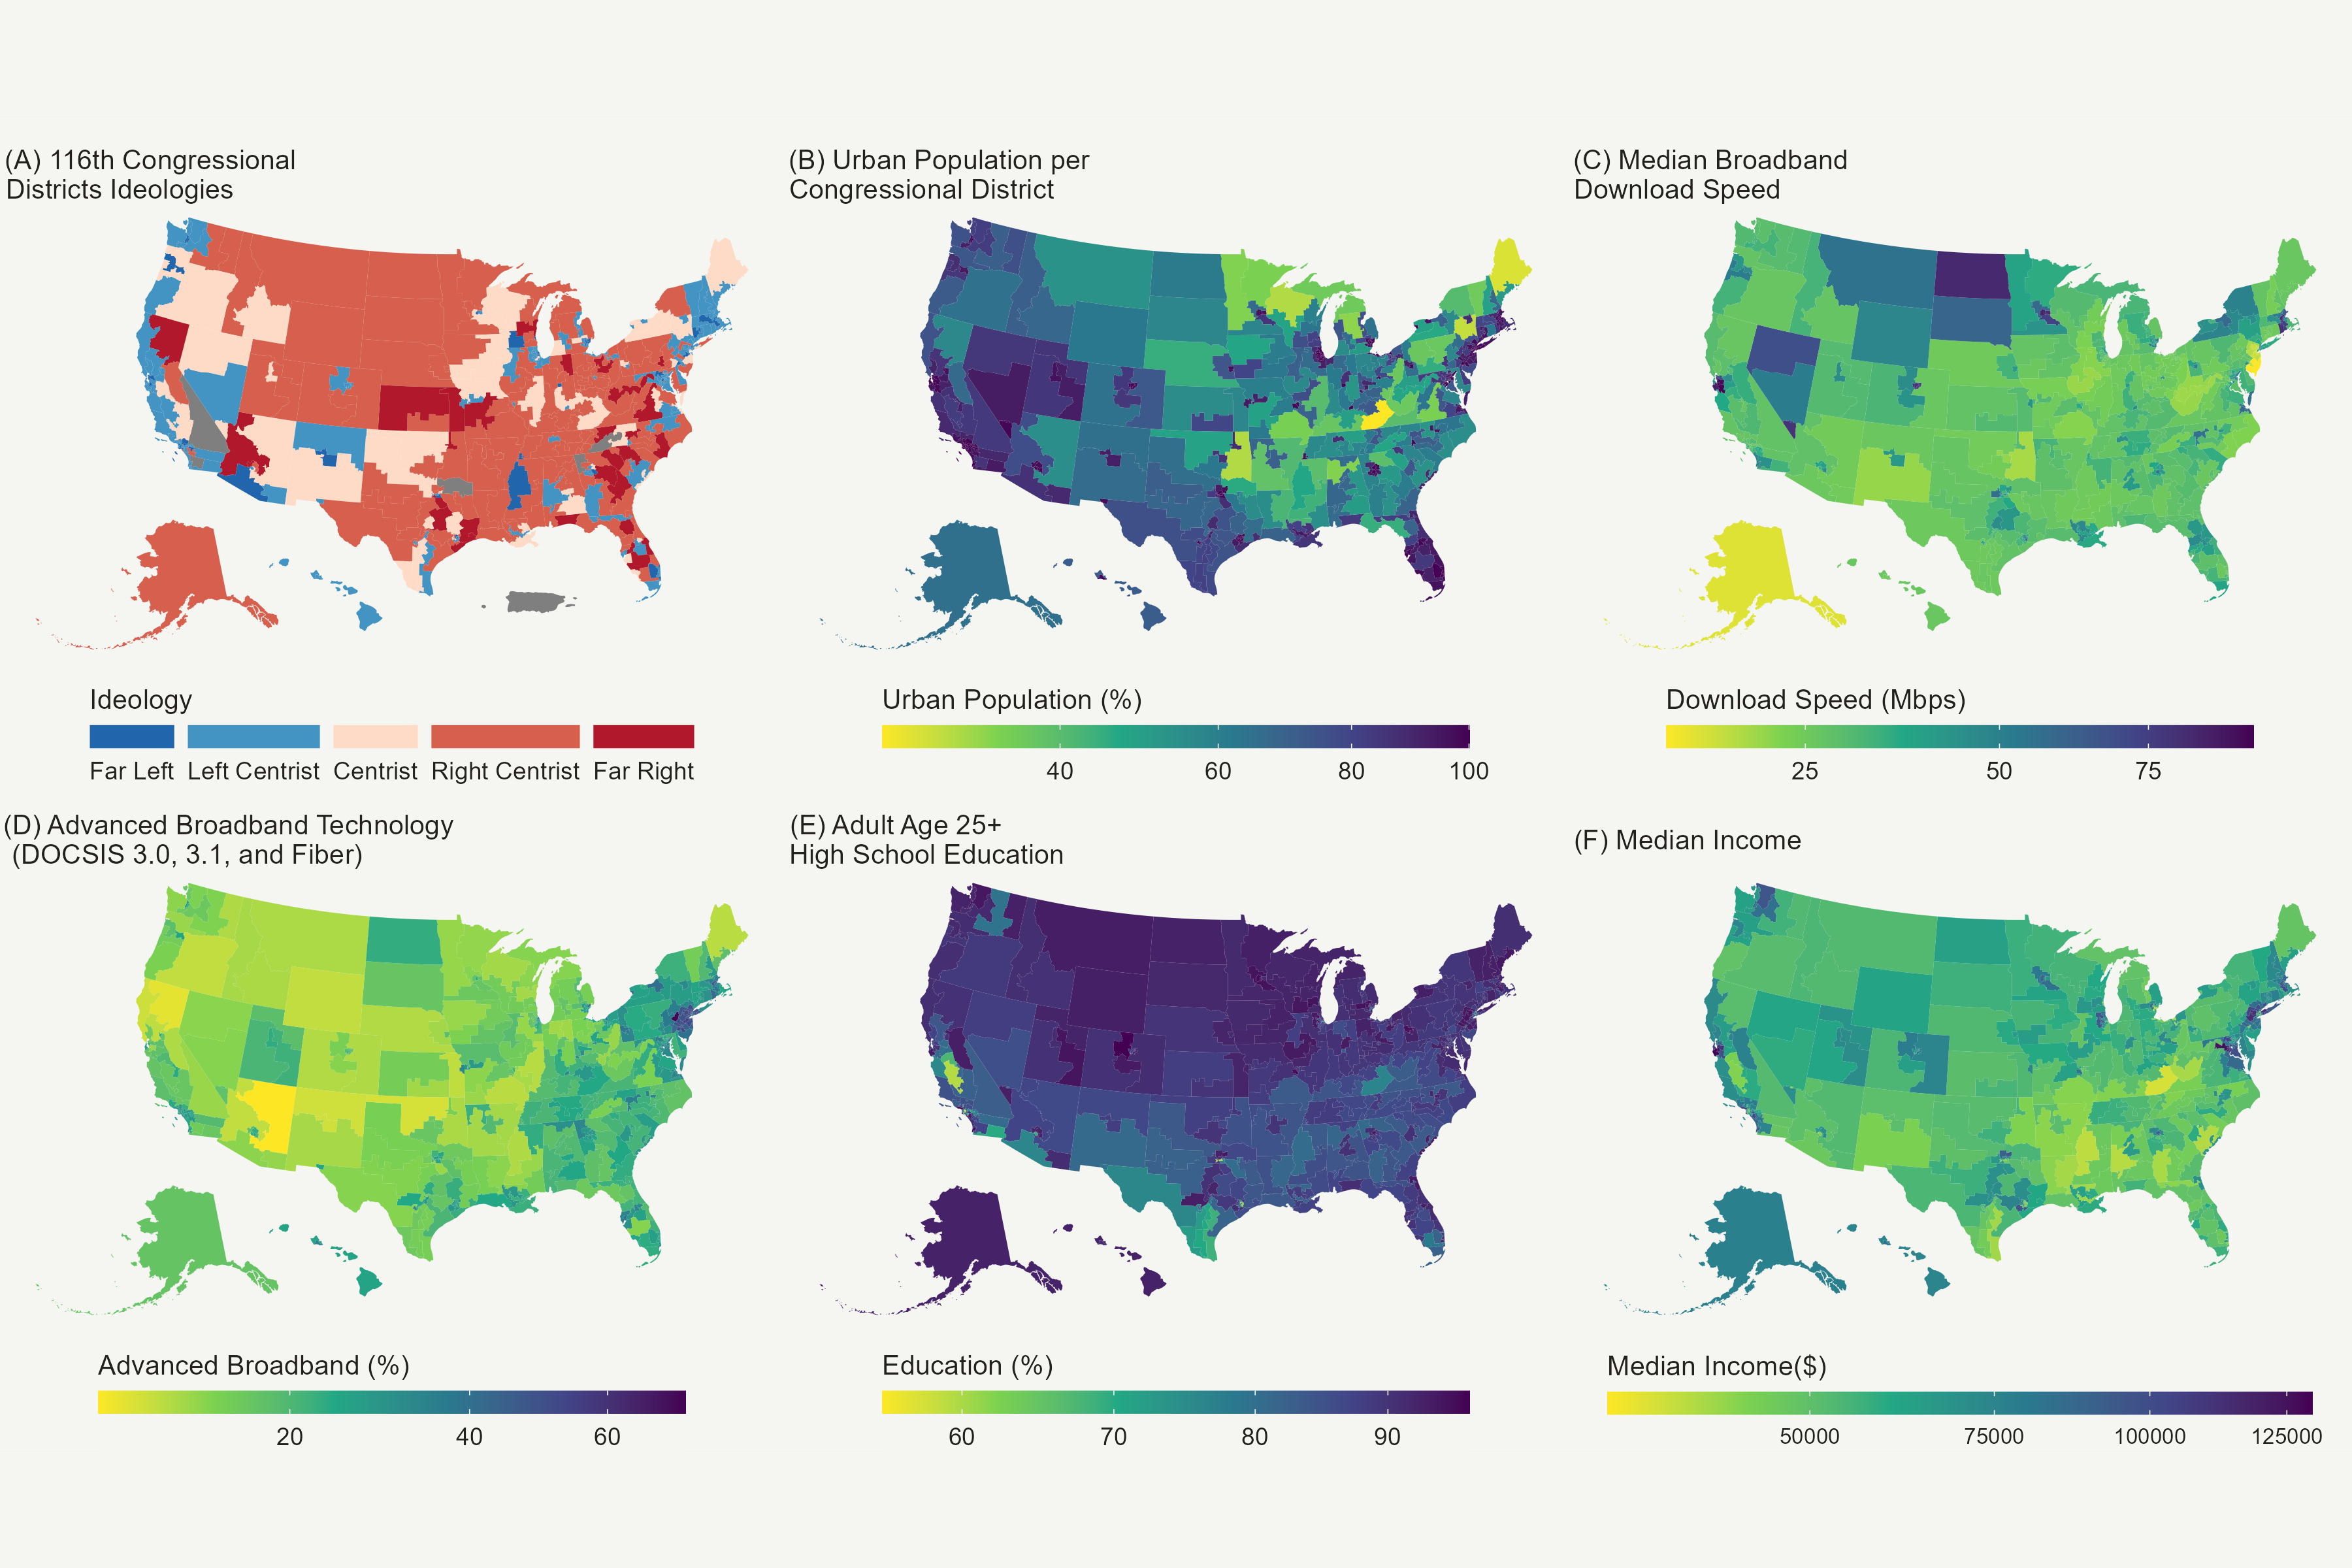 (A) 116th Congressional
Districts Ideologies
(B) Urban Population per
Congressional District
(C) Median Broadband
Download Speed
Ideology
Far Left Left Centrist Centrist Right Centrist Far Right
Urban Population (%)
40 60 80 100
Download Speed (Mbps)
25 50 75
(D) Advanced Broadband Technology
(DOCSIS 3.0, 3.1, and Fiber)
(E) Adult Age 25+
High School Education
(F) Median Income
Advanced Broadband (%)
20 40 60
Education (%)
60 70 80 90
Median Income($)
50000 75000 100000 125000